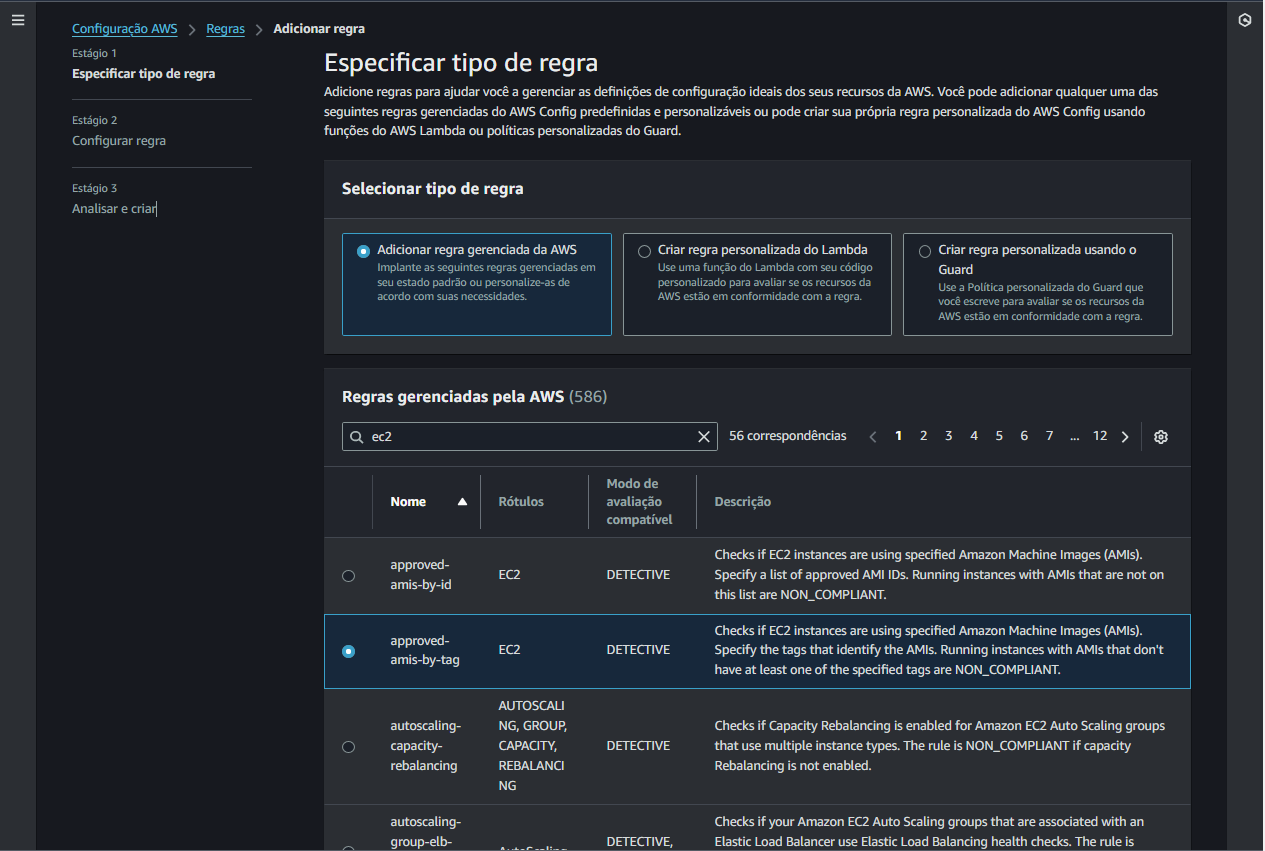 Configuração AWS > Regras > Adicionar regra
Estágio 1
Especificar tipo de regra
Estágio 2
Configurar regra
Estágio 3
Analisar e criar
Especificar tipo de regra
Adicione regras para ajudar você a gerenciar as definições de configuração ideais dos seus recursos da AWS. Você pode adicionar qualquer uma das
seguintes regras gerenciadas do AWS Config predefinidas e personalizáveis ou pode criar sua própria regra personalizada do AWS Config usando
funções do AWS Lambda ou políticas personalizadas do Guard.
Selecionar tipo de regra
Adicionar regra gerenciada da AWS
Implante as seguintes regras gerenciadas em
seu estado padrão ou personalize-as de
acordo com suas necessidades.
Criar regra personalizada do Lambda
Use uma função do Lambda com seu código
personalizado para avaliar se os recursos da
AWS estão em conformidade com a regra.
Criar regra personalizada usando o
Guard
Use a Política personalizada do Guard que
você escreve para avaliar se os recursos da
AWS estão em conformidade com a regra.
Regras gerenciadas pela AWS (586)
ec2
56 correspondências
1 2 3 4 5 6 7 ... 12
Nome
Rótulos
Modo de
avaliação
compatível
Descrição
approved-
amis-by-id
EC2
DETECTIVE
Checks if EC2 instances are using specified Amazon Machine Images (AMIs).
Specify a list of approved AMI IDs. Running instances with AMIs that are not on
this list are NON_COMPLIANT.
approved-
amis-by-tag
EC2
DETECTIVE
Checks if EC2 instances are using specified Amazon Machine Images (AMIs).
Specify the tags that identify the AMIs. Running instances with AMIs that don't
have at least one of the specified tags are NON_COMPLIANT.
autoscaling-
capacity-
rebalancing
AUTOSCALI
NG, GROUP,
CAPACITY,
REBALANCI
NG
DETECTIVE
Checks if Capacity Rebalancing is enabled for Amazon EC2 Auto Scaling groups
that use multiple instance types. The rule is NON_COMPLIANT if capacity
Rebalancing is not enabled.
autoscaling-
group-elb-
AutoScaling
DETECTIVE,
Checks if your Amazon EC2 Auto Scaling groups that are associated with an
Elastic Load Balancer use Elastic Load Balancing health checks. The rule is